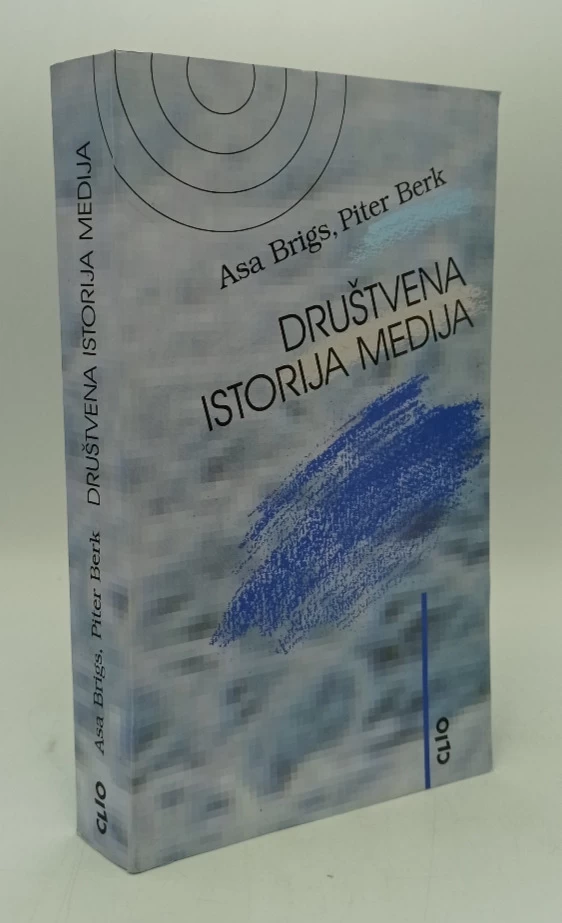 Asa Brigs, Piter Berk
DRUŠTVENA
ISTORIJA MEDIJA
CLIO
Asa Brigs, Piter Berk DRUŠTVENA ISTORIJA MEDIJA
CLIO